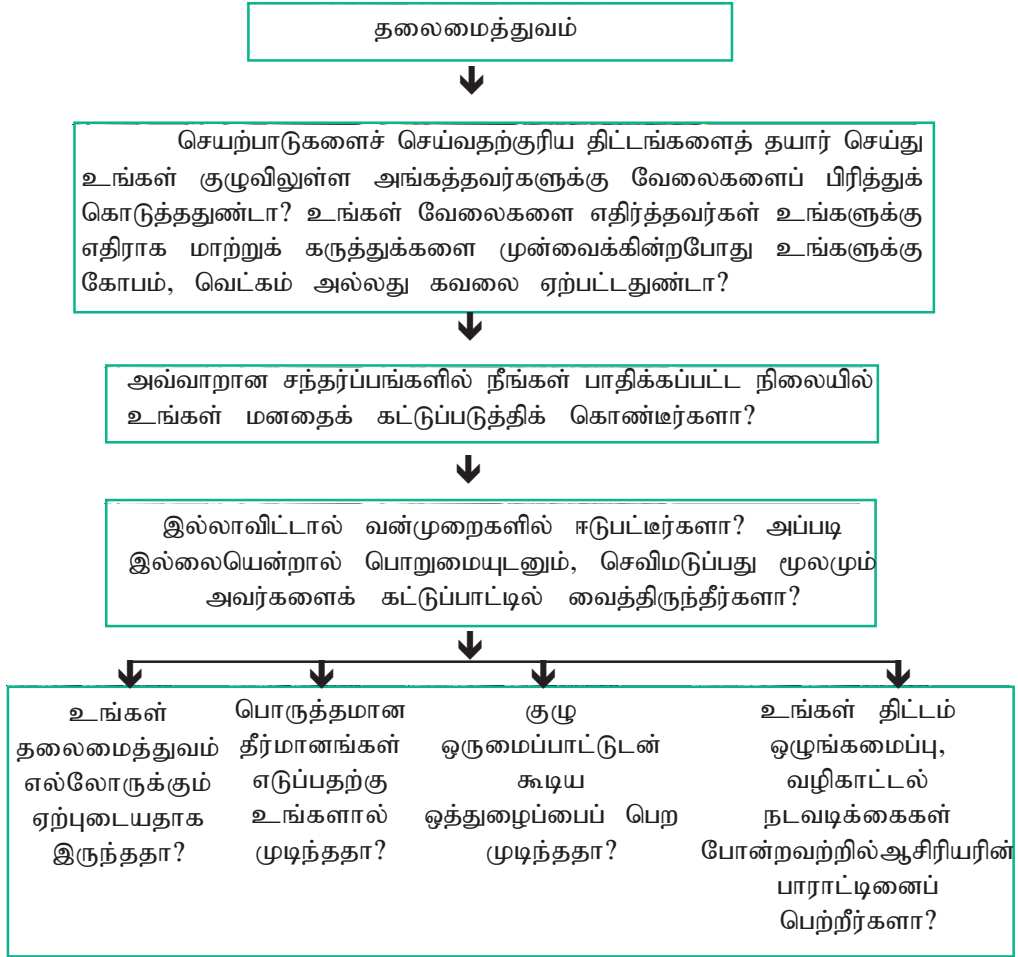 தலைமைத்துவம்
செயற்பாடுகளைச் செய்வதற்குரிய திட்டங்களைத் தயார் செய்து
உங்கள் குழுவிலுள்ள அங்கத்தவர்களுக்கு வேலைகளைப் பிரித்துக்
கொடுத்ததுண்டா? உங்கள் வேலைகளை எதிர்த்தவர்கள் உங்களுக்கு
எதிராக மாற்றுக் கருத்துக்களை முன்வைக்கின்றபோது உங்களுக்கு
கோபம், வெட்கம் அல்லது கவலை ஏற்பட்டதுண்டா?
அவ்வாறான சந்தர்ப்பங்களில் நீங்கள் பாதிக்கப்பட்ட நிலையில்
உங்கள் மனதைக் கட்டுப்படுத்திக் கொண்டீர்களா?
இல்லாவிட்டால் வன்முறைகளில் ஈடுபட்டீர்களா? அப்படி
இல்லையென்றால் பொறுமையுடனும், செவிமடுப்பது மூலமும்
அவர்களைக் கட்டுப்பாட்டில் வைத்திருந்தீர்களா?
உங்கள்
தலைமைத்துவம்
எல்லோருக்கும்
ஏற்புடையதாக
இருந்ததா?
பொருத்தமான
தீர்மானங்கள்
எடுப்பதற்கு
உங்களால்
முடிந்ததா?
குழு
ஒருமைப்பாட்டுடன்
கூடிய
ஒத்துழைப்பைப் பெற
முடிந்ததா?
உங்கள் திட்டம்
ஒழுங்கமைப்பு,
வழிகாட்டல்
நடவடிக்கைகள்
போன்றவற்றில்ஆசிரியரின்
பாராட்டினைப்
பெற்றீர்களா?